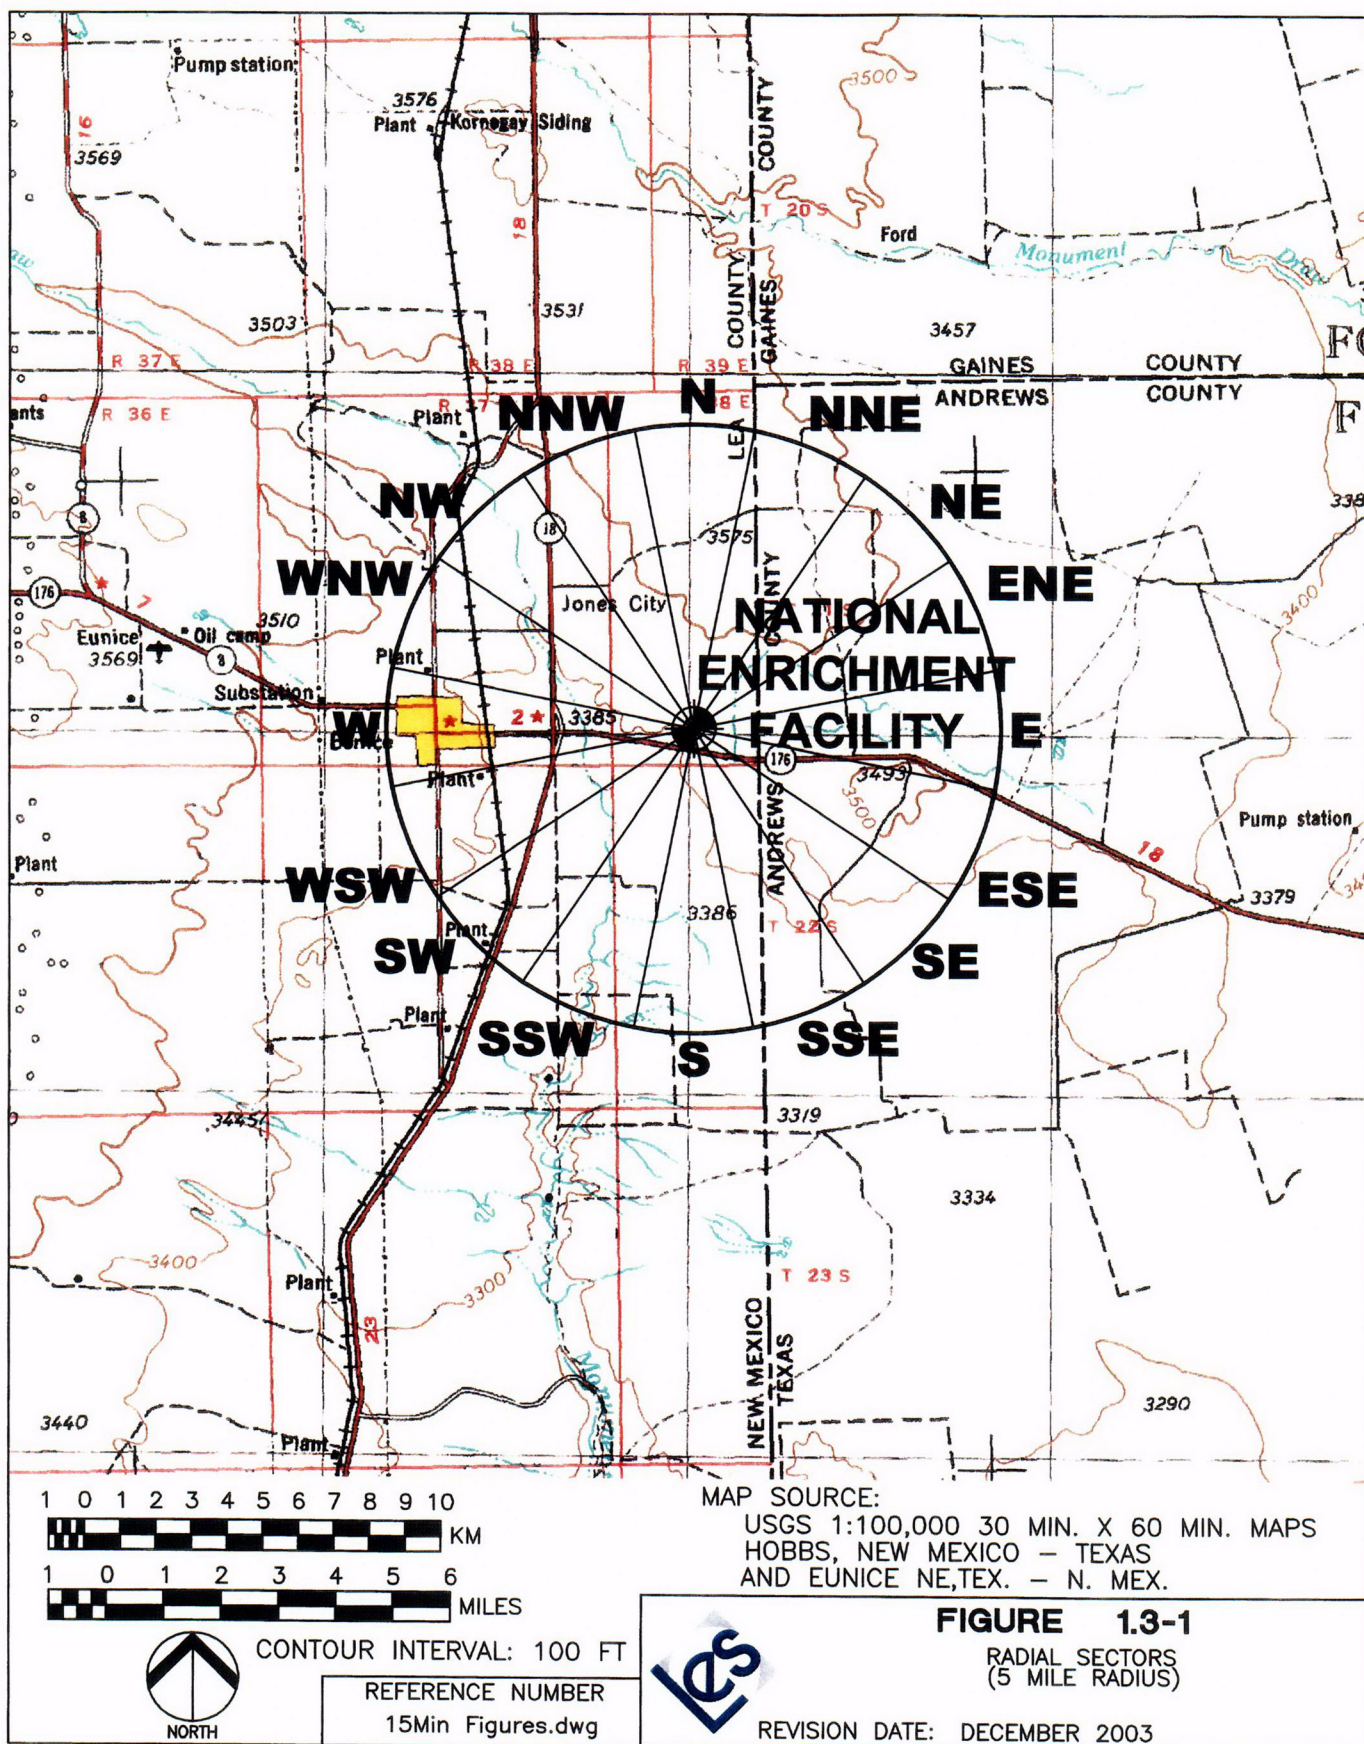 Pump station
3576
3500
Plant
Kornegay Siding
COUNTY
16
3569
18
T 20 S
Ford
Monument
Draw
3503
3531
COUNTY
GAINES
3457
R 37 E
R 38 E
R 39 E
GAINES COUNTY
R 36 E
ANDREWS COUNTY
Plant
NNW
N
NNE
LEA
NW
NE
8
18
3575
WNW
ENE
176
7
3510
Jones City
COUNTY
3400
Eunice
3569
Oil camp
8
NATIONAL
ENRICHMENT
FACILITY
Plant
Substation
W
Eunice
2
3385
E
176
3493
Plant
3500
ANDREWS
Pump station
18
Plant
WSW
ESE
3379
3386
T 22 S
Plant
SW
SE
Plant
SSW
S
SSE
3445
3319
3334
3400
3300
T 23 S
Plant
23
NEW MEXICO
TEXAS
3290
3440
Plant
1 0 1 2 3 4 5 6 7 8 9 10
KM
1 0 1 2 3 4 5 6
MILES
MAP SOURCE:
USGS 1:100,000 30 MIN. X 60 MIN. MAPS
HOBBS, NEW MEXICO – TEXAS
AND EUNICE NE,TEX. – N. MEX.
NORTH
CONTOUR INTERVAL: 100 FT
REFERENCE NUMBER
15Min Figures.dwg
LES
FIGURE 1.3-1
RADIAL SECTORS
(5 MILE RADIUS)
REVISION DATE: DECEMBER 2003